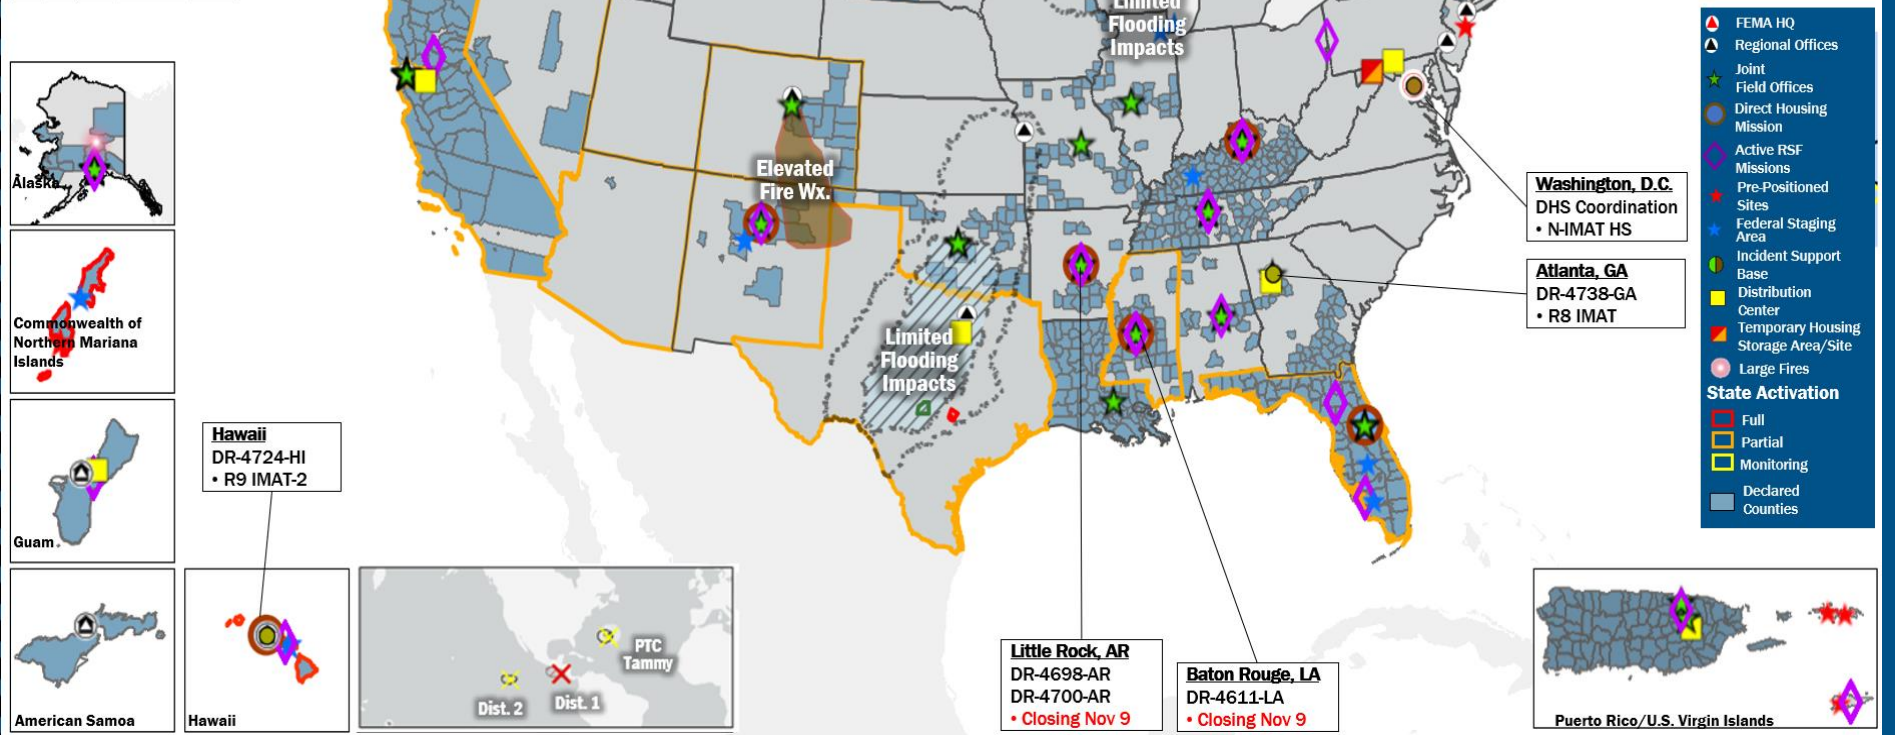 Limited
Flooding
Impacts
Elevated
Fire Wx.
Limited
Flooding
Impacts
Alaska
Commonwealth of
Northern Mariana
Islands
Guam
American Samoa
Hawaii
Hawaii
DR-4724-HI
• R9 IMAT-2
PTC
Tammy
Dist. 1
Dist. 2
Little Rock, AR
DR-4698-AR
DR-4700-AR
• Closing Nov 9
Baton Rouge, LA
DR-4611-LA
• Closing Nov 9
Washington, D.C.
DHS Coordination
• N-IMAT HS
Atlanta, GA
DR-4738-GA
• R8 IMAT
Puerto Rico/U.S. Virgin Islands
FEMA HQ
Regional Offices
Joint
Field Offices
Direct Housing
Mission
Active RSF
Missions
Pre-Positioned
Sites
Federal Staging
Area
Incident Support
Base
Distribution
Center
Temporary Housing
Storage Area/Site
Large Fires
State Activation
Full
Partial
Monitoring
Declared
Counties